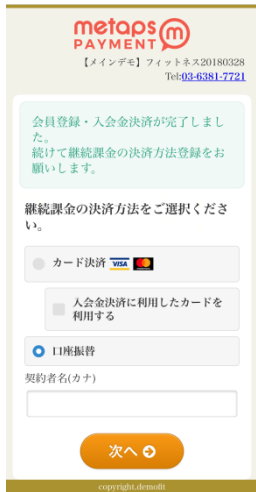 metaps
PAYMENT
【メインデモ】フィットネス20180328
Tel:03-6381-7721
会員登録・入会金決済が完了しまし
た。
続けて継続課金の決済方法登録をお
願いします。
継続課金の決済方法をご選択くださ
い。
カード決済 VISA
入会金決済に利用したカードを
利用する
口座振替
契約者名(カナ)
次へ
copyright.demofit